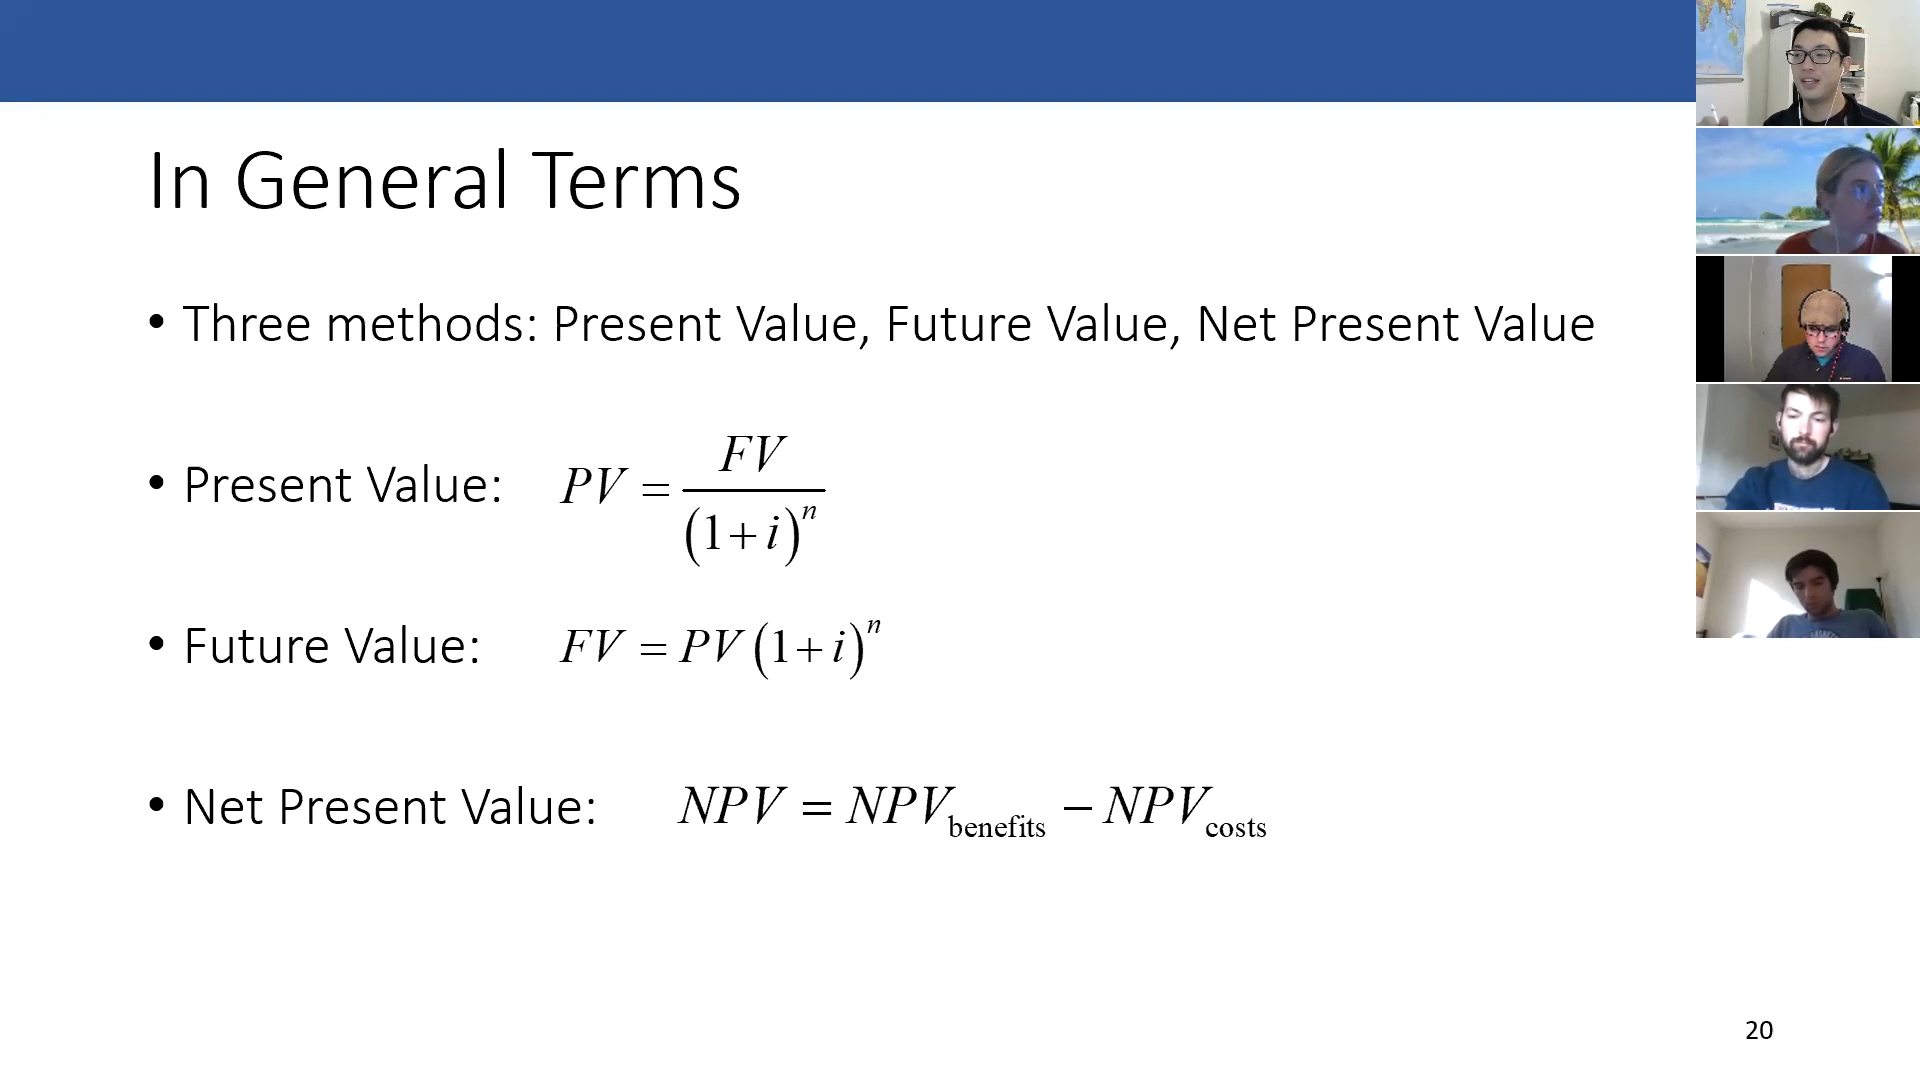 In General Terms
• Three methods: Present Value, Future Value, Net Present Value
• Present Value: PV = FV / (1+i)^n
• Future Value: FV = PV(1+i)^n
• Net Present Value: NPV = NPV_benefits − NPV_costs
20